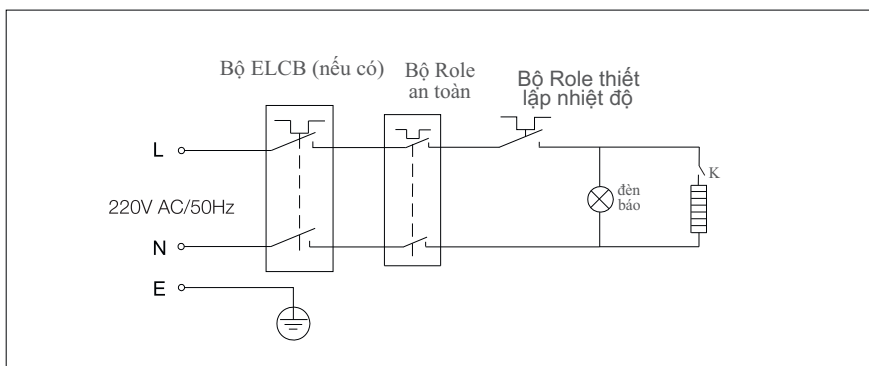 Bộ ELCB (nếu có)
Bộ Role
an toàn
Bộ Role thiết
lập nhiệt độ
L
K
đèn
báo
220V AC/50Hz
N
E